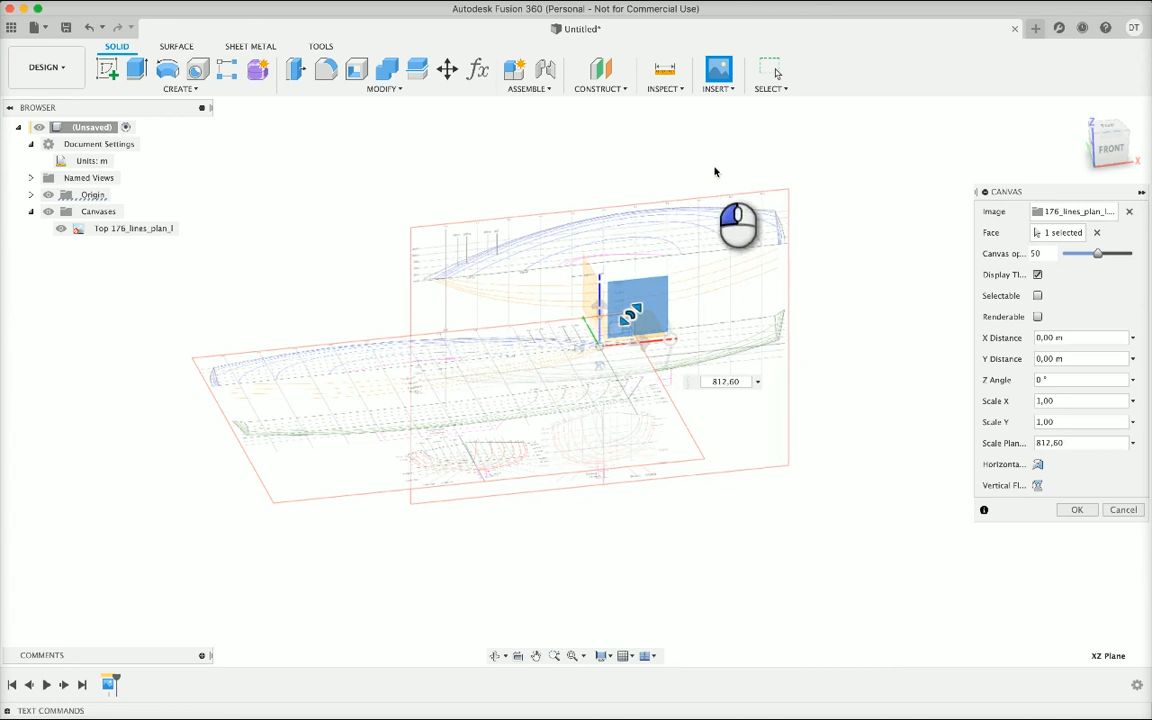 Autodesk Fusion 360 (Personal - Not for Commercial Use)
Untitled*
DT
DESIGN
SOLID
SURFACE
SHEET METAL
TOOLS
CREATE
MODIFY
ASSEMBLE
CONSTRUCT
INSPECT
INSERT
SELECT
BROWSER
(Unsaved)
Document Settings
Units: m
Named Views
Origin
Canvases
Top 176_lines_plan_l
Z
TOP
FRONT
X
CANVAS
Image 176_lines_plan_l....
Face 1 selected
Canvas op... 50
Display Tl...
Selectable
Renderable
X Distance 0,00 m
Y Distance 0,00 m
Z Angle 0 °
Scale X 1,00
Scale Y 1,00
Scale Plan... 812,60
Horizonta...
Vertical Fl...
OK Cancel
812,60
COMMENTS
XZ Plane
TEXT COMMANDS